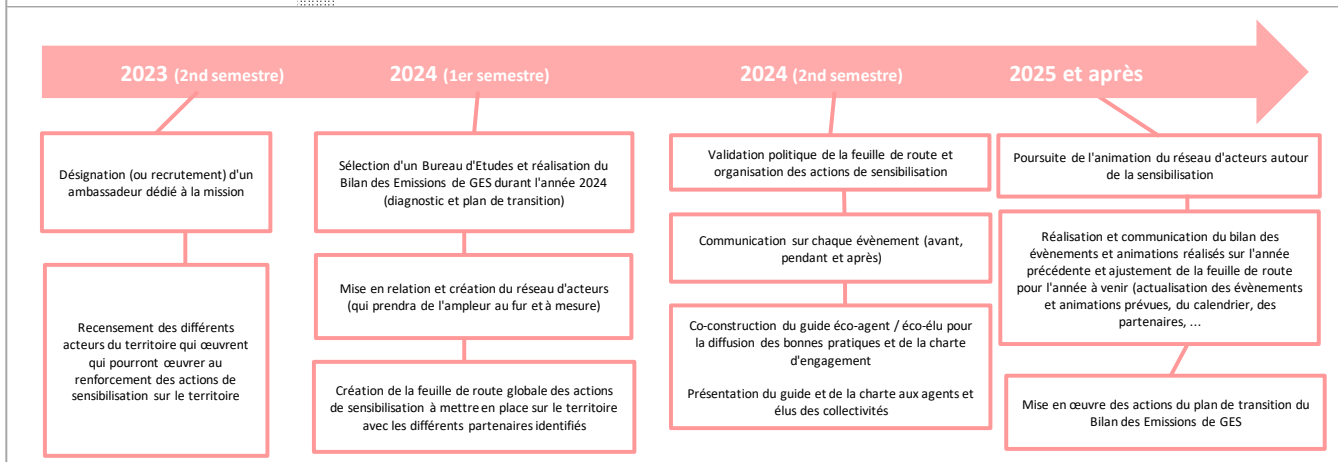 2023 (2nd semestre)
2024 (1er semestre)
2024 (2nd semestre)
2025 et après
Désignation (ou recrutement) d'un
ambassadeur dédié à la mission
Recensement des différents
acteurs du territoire qui œuvrent
qui pourront œuvrer au
renforcement des actions de
sensibilisation sur le territoire
Sélection d'un Bureau d'Etudes et réalisation du
Bilan des Emissions de GES durant l'année 2024
(diagnostic et plan de transition)
Mise en relation et création du réseau d'acteurs
(qui prendra de l'ampleur au fur et à mesure)
Création de la feuille de route globale des actions
de sensibilisation à mettre en place sur le territoire
avec les différents partenaires identifiés
Validation politique de la feuille de route et
organisation des actions de sensibilisation
Communication sur chaque évènement (avant,
pendant et après)
Co-construction du guide éco-agent / éco-élu pour
la diffusion des bonnes pratiques et de la charte
d'engagement
Présentation du guide et de la charte aux agents et
élus des collectivités
Poursuite de l'animation du réseau d'acteurs autour
de la sensibilisation
Réalisation et communication du bilan des
évènements et animations réalisés sur l'année
précédente et ajustement de la feuille de route
pour l'année à venir (actualisation des évènements
et animations prévues, du calendrier, des
partenaires, ...
Mise en œuvre des actions du plan de transition du
Bilan des Emissions de GES